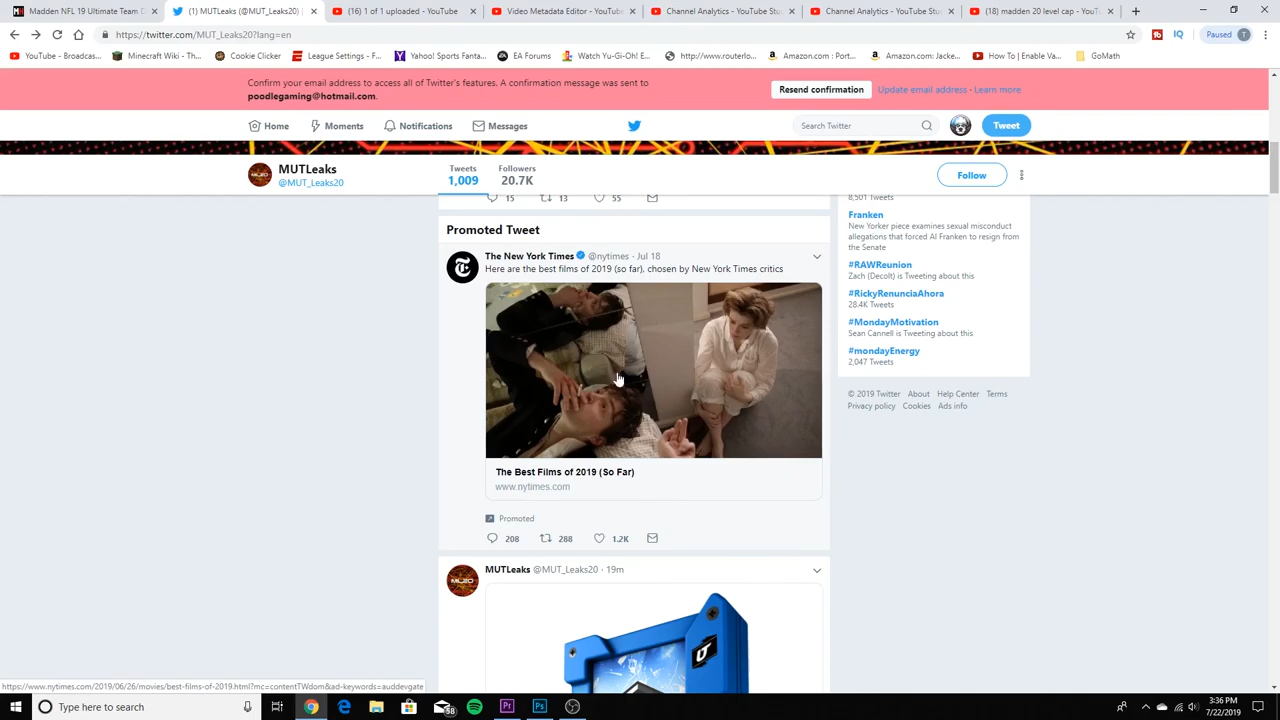 Madden NFL 19 Ultimate Team D
(1) MUTLeaks (@MUT_Leaks20) |
(16) 1 of 1 uploaded - YouTube
Video Metadata Editor - YouTube
Channel Analytics - YouTube Stu
Channel Analytics - YouTube Stu
(18) madden 20 level cap - YouT
https://twitter.com/MUT_Leaks20?lang=en
Paused
T
YouTube - Broadcas...
Minecraft Wiki - Th...
Cookie Clicker
League Settings - F...
Yahoo! Sports Fanta...
EA Forums
Watch Yu-Gi-Oh! E...
http://www.routerlo...
Amazon.com : Port...
Amazon.com: Jacke...
How To | Enable Va...
GoMath
Confirm your email address to access all of Twitter's features. A confirmation message was sent to
poodlegaming@hotmail.com.
Resend confirmation
Update email address · Learn more
Home
Moments
Notifications
Messages
Search Twitter
Tweet
MUTLeaks
@MUT_Leaks20
Tweets
1,009
Followers
20.7K
Follow
15
13
55
Promoted Tweet
The New York Times @nytimes · Jul 18
Here are the best films of 2019 (so far), chosen by New York Times critics
The Best Films of 2019 (So Far)
www.nytimes.com
Promoted
208
288
1.2K
MUTLeaks @MUT_Leaks20 · 19m
8,501 Tweets
Franken
New Yorker piece examines sexual misconduct
allegations that forced Al Franken to resign from
the Senate
#RAWReunion
Zach (Decolt) is Tweeting about this
#RickyRenunciaAhora
28.4K Tweets
#MondayMotivation
Sean Cannell is Tweeting about this
#mondayEnergy
2,047 Tweets
© 2019 Twitter About Help Center Terms
Privacy policy Cookies Ads info
https://www.nytimes.com/2019/06/26/movies/best-films-of-2019.html?mc=contentTWdom&ad-keywords=auddevgate
Type here to search
88
Pr
Ps
3:36 PM
7/22/2019